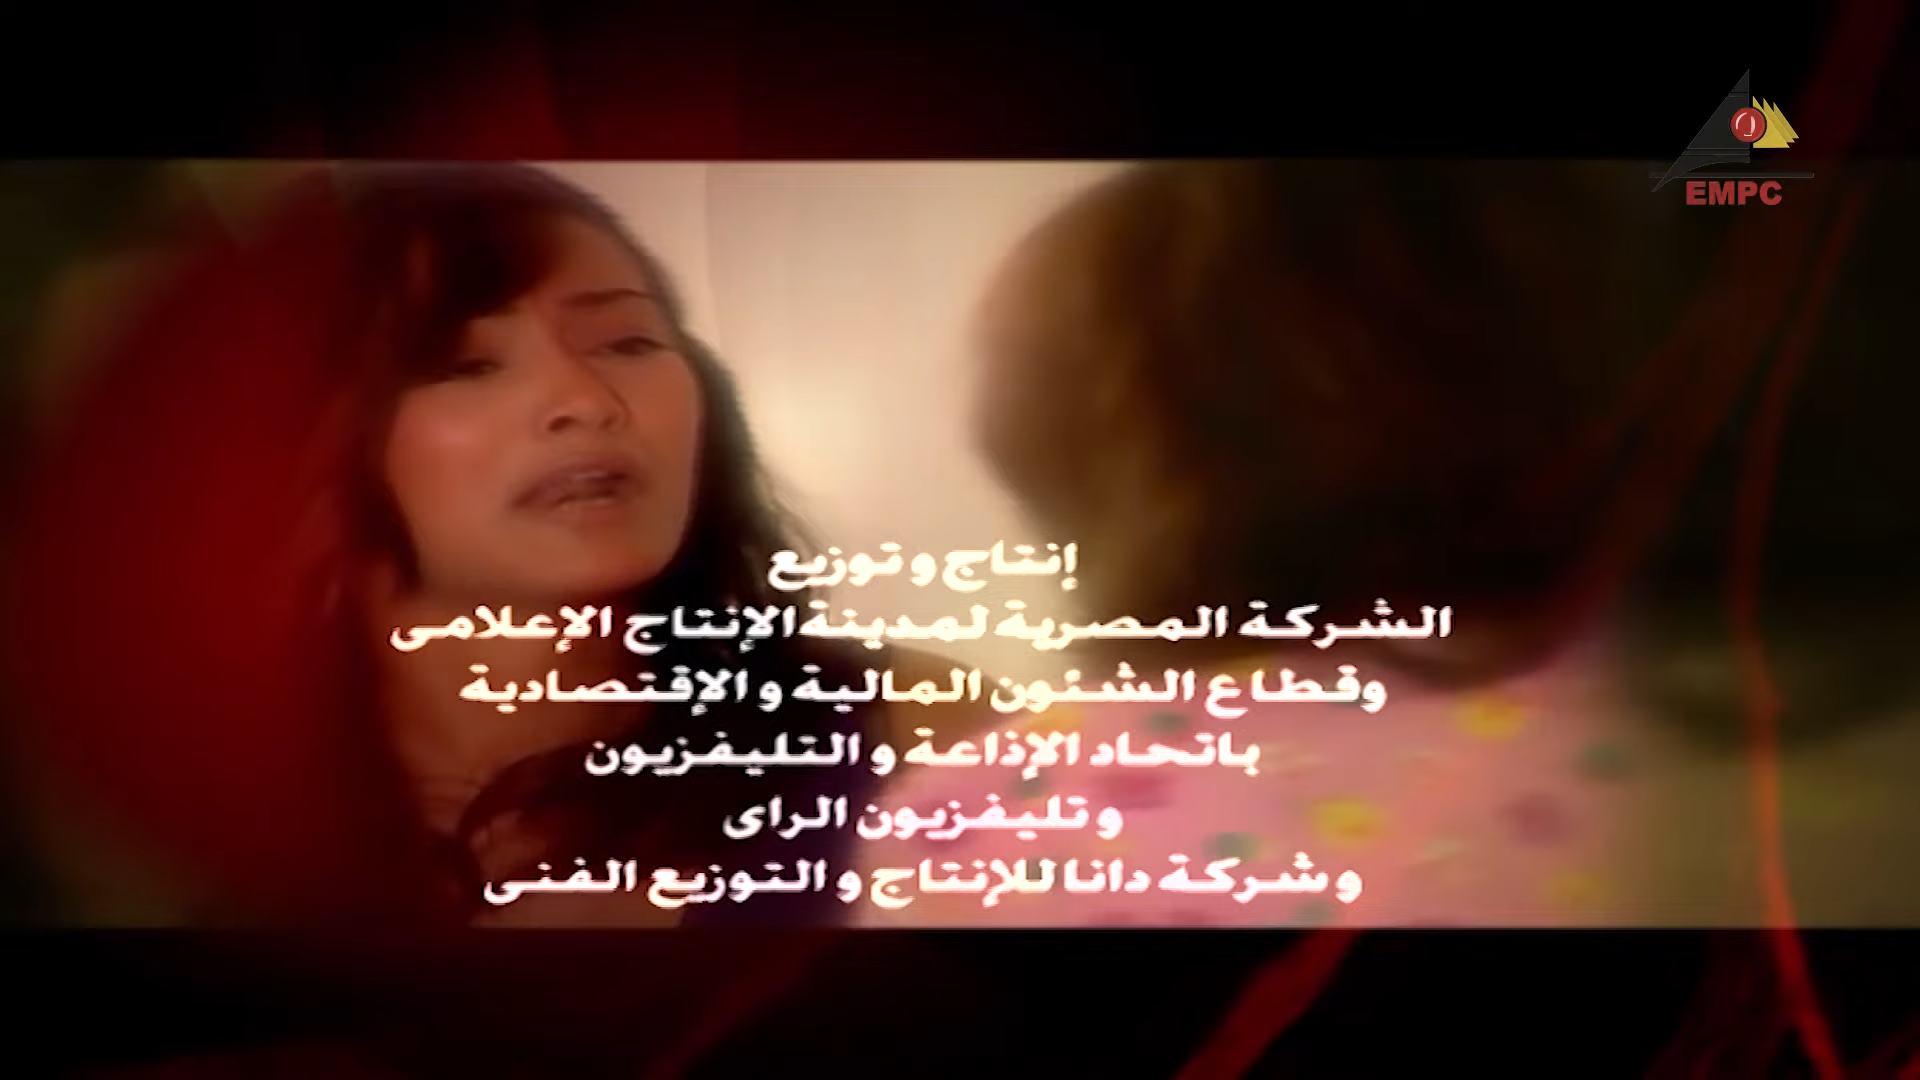 EMPC
إنتاج و توزيع
الشركة المصرية لمدينة الإنتاج الإعلامى
وقطاع الشئون المالية و الإقتصادية
باتحاد الإذاعة و التليفزيون
و تليفزيون الراى
و شركة دانا للإنتاج و التوزيع الفنى